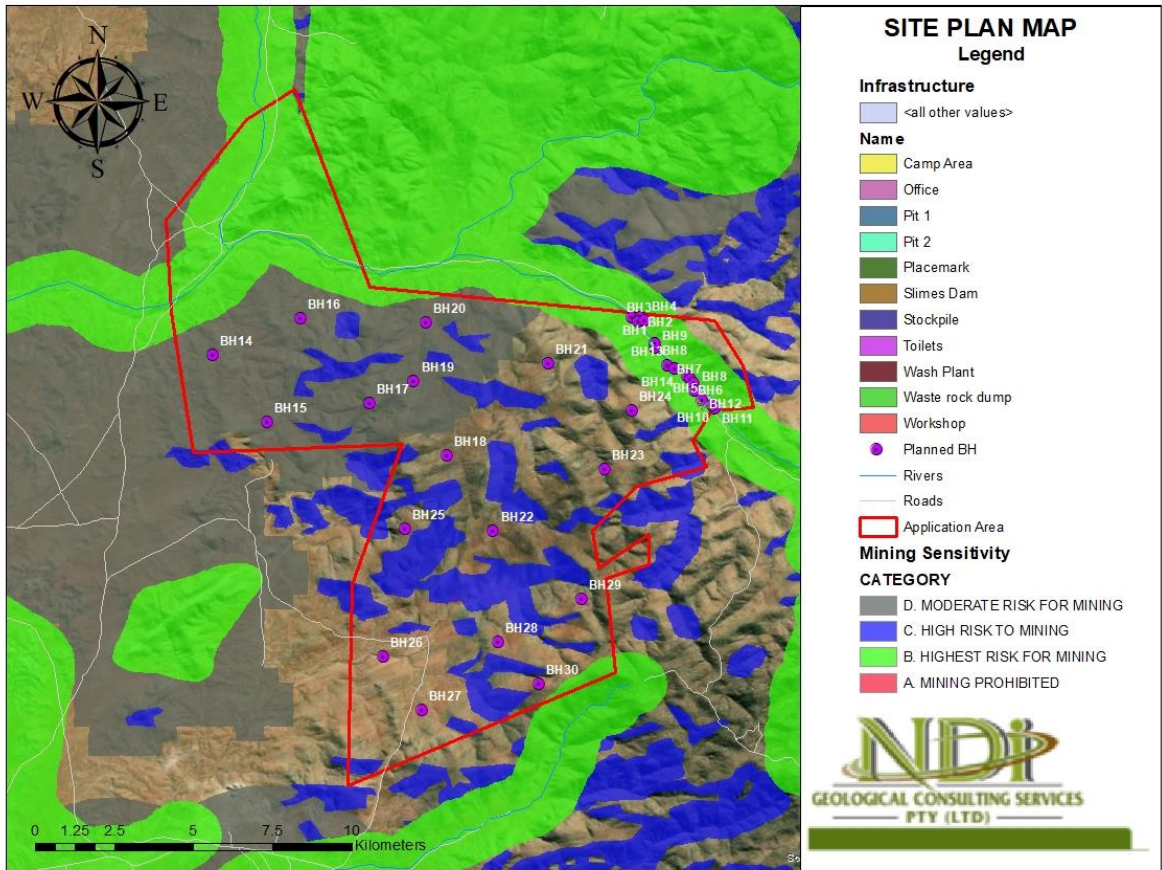 N
W E
S
BH16
BH20
BH3 BH4
BH1 BH2
BH9
BH14
BH21
BH13 BH8
BH19
BH7
BH14 BH8
BH5 BH6
BH17
BH24
BH12
BH10 BH11
BH15
BH18
BH23
BH25
BH22
BH29
BH28
BH26
BH30
BH27
0 1.25 2.5 5 7.5 10
Kilometers
SITE PLAN MAP
Legend
Infrastructure
<all other values>
Name
Camp Area
Office
Pit 1
Pit 2
Placemark
Slimes Dam
Stockpile
Toilets
Wash Plant
Waste rock dump
Workshop
Planned BH
Rivers
Roads
Application Area
Mining Sensitivity
CATEGORY
D. MODERATE RISK FOR MINING
C. HIGH RISK TO MINING
B. HIGHEST RISK FOR MINING
A. MINING PROHIBITED
NDi
GEOLOGICAL CONSULTING SERVICES
PTY (LTD)